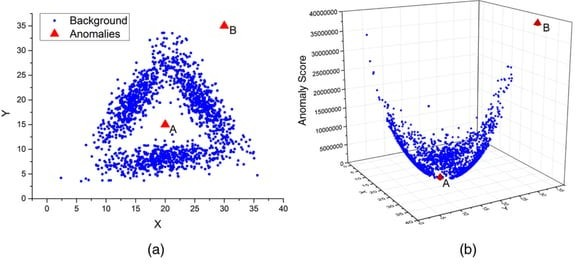 Background
Anomalies
35
30
25
20
15
10
5
0
Y
B
A
0 5 10 15 20 25 30 35 40
X
(a)
40000000
35000000
30000000
25000000
20000000
15000000
10000000
5000000
0
Anomaly Score
B
A
X
Y
(b)